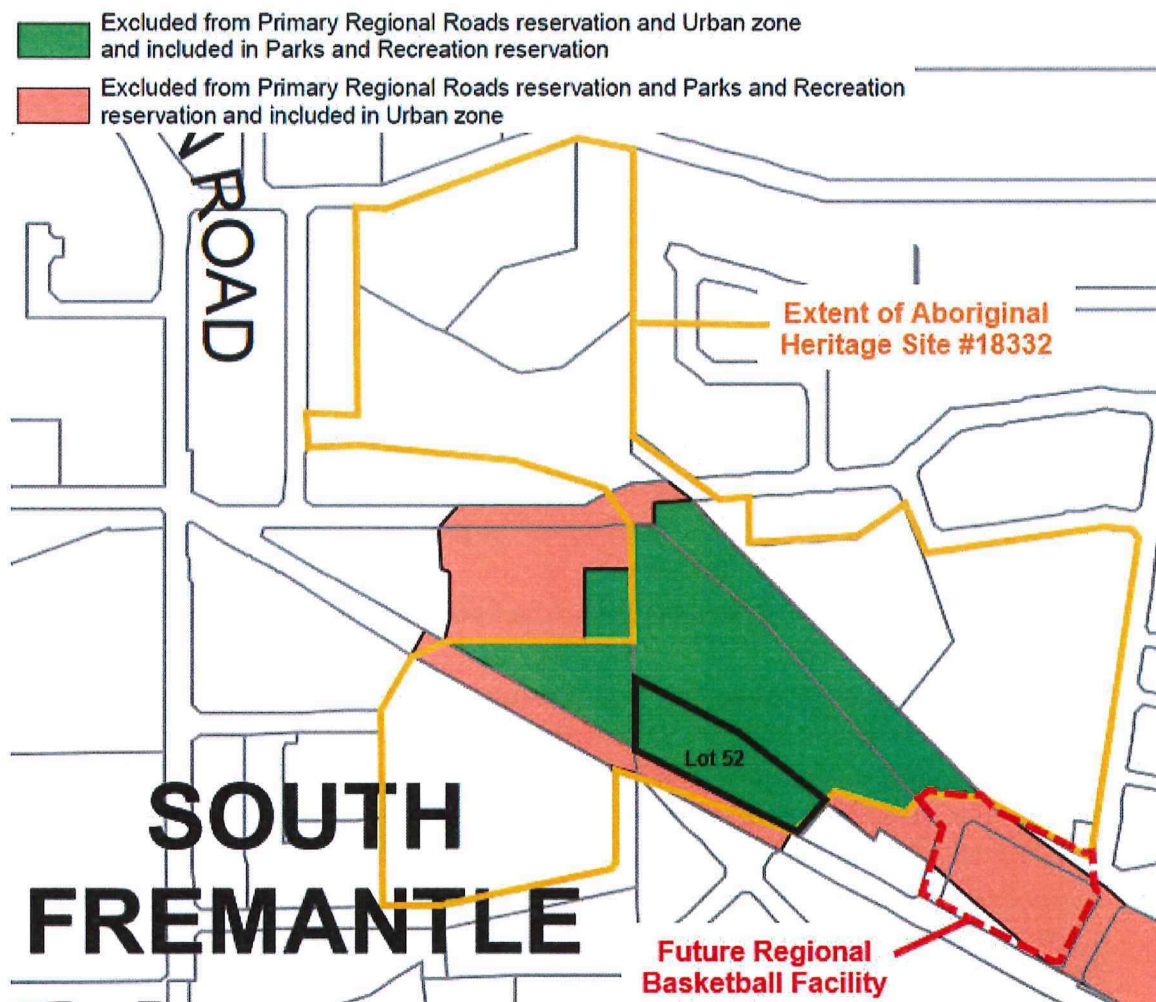 Excluded from Primary Regional Roads reservation and Urban zone
and included in Parks and Recreation reservation
Excluded from Primary Regional Roads reservation and Parks and Recreation
reservation and included in Urban zone
ROAD
Extent of Aboriginal
Heritage Site #18332
Lot 52
SOUTH
FREMANTLE
Future Regional
Basketball Facility